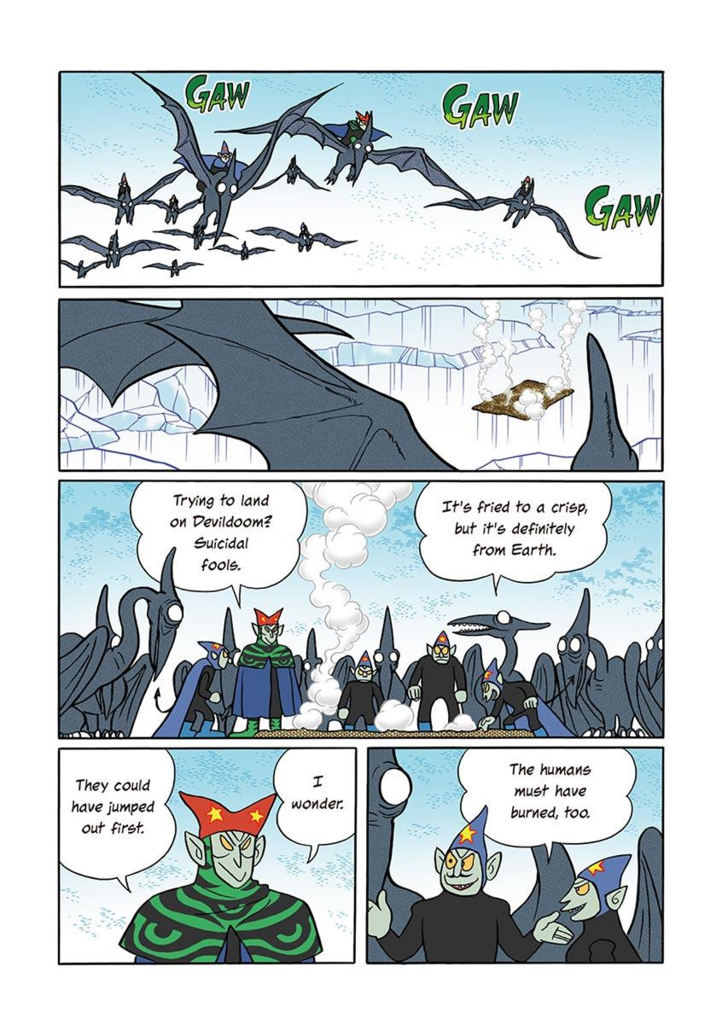 GAW
GAW
GAW
Trying to land
on Devildoom?
Suicidal
fools.
It's fried to a crisp,
but it's definitely
from Earth.
They could
have jumped
out first.
I
wonder.
The humans
must have
burned, too.